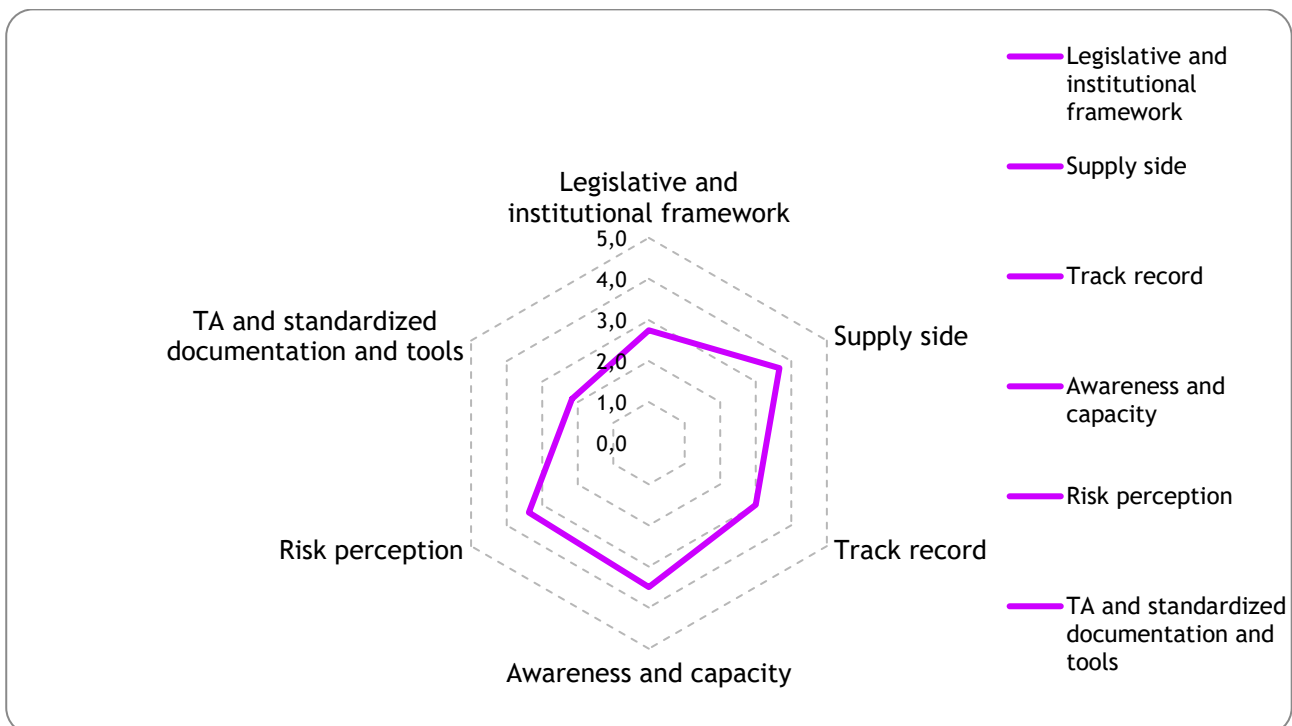 Legislative and
institutional framework
5,0
4,0
3,0
2,0
1,0
0,0
TA and standardized
documentation and tools
Supply side
Risk perception
Track record
Awareness and capacity
Legislative and
institutional
framework
Supply side
Track record
Awareness and
capacity
Risk perception
TA and standardized
documentation and
tools